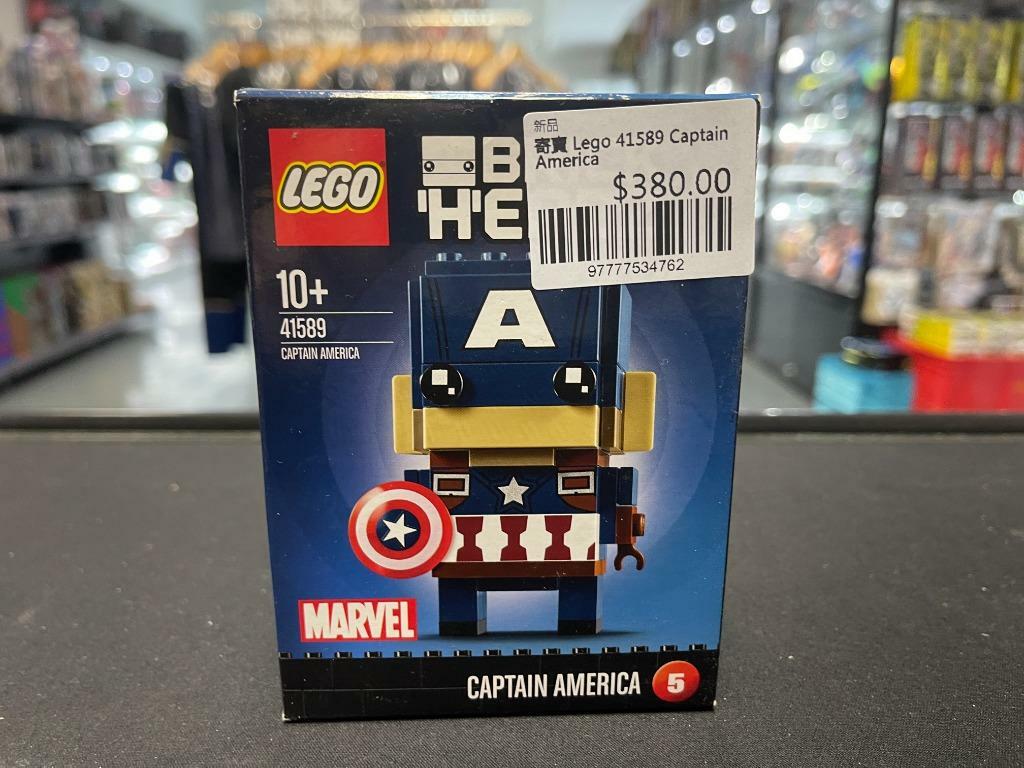 LEGO
B
'H'E
新品
寄賣 Lego 41589 Captain
America
$380.00
97777534762
10+
41589
CAPTAIN AMERICA
A
MARVEL
CAPTAIN AMERICA 5